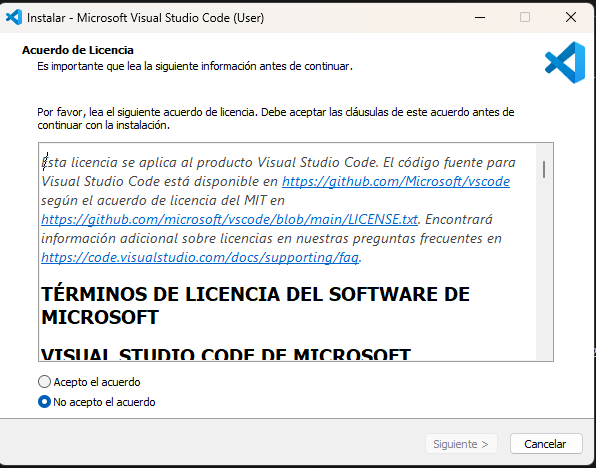 Instalar - Microsoft Visual Studio Code (User)
Acuerdo de Licencia
Es importante que lea la siguiente información antes de continuar.
Por favor, lea el siguiente acuerdo de licencia. Debe aceptar las cláusulas de este acuerdo antes de
continuar con la instalación.
Esta licencia se aplica al producto Visual Studio Code. El código fuente para
Visual Studio Code está disponible en https://github.com/Microsoft/vscode
según el acuerdo de licencia del MIT en
https://github.com/microsoft/vscode/blob/main/LICENSE.txt. Encontrará
información adicional sobre licencias en nuestras preguntas frecuentes en
https://code.visualstudio.com/docs/supporting/faq.
TÉRMINOS DE LICENCIA DEL SOFTWARE DE
MICROSOFT
VISUAL STUDIO CODE DE MICROSOFT
Acepto el acuerdo
No acepto el acuerdo
Siguiente >
Cancelar